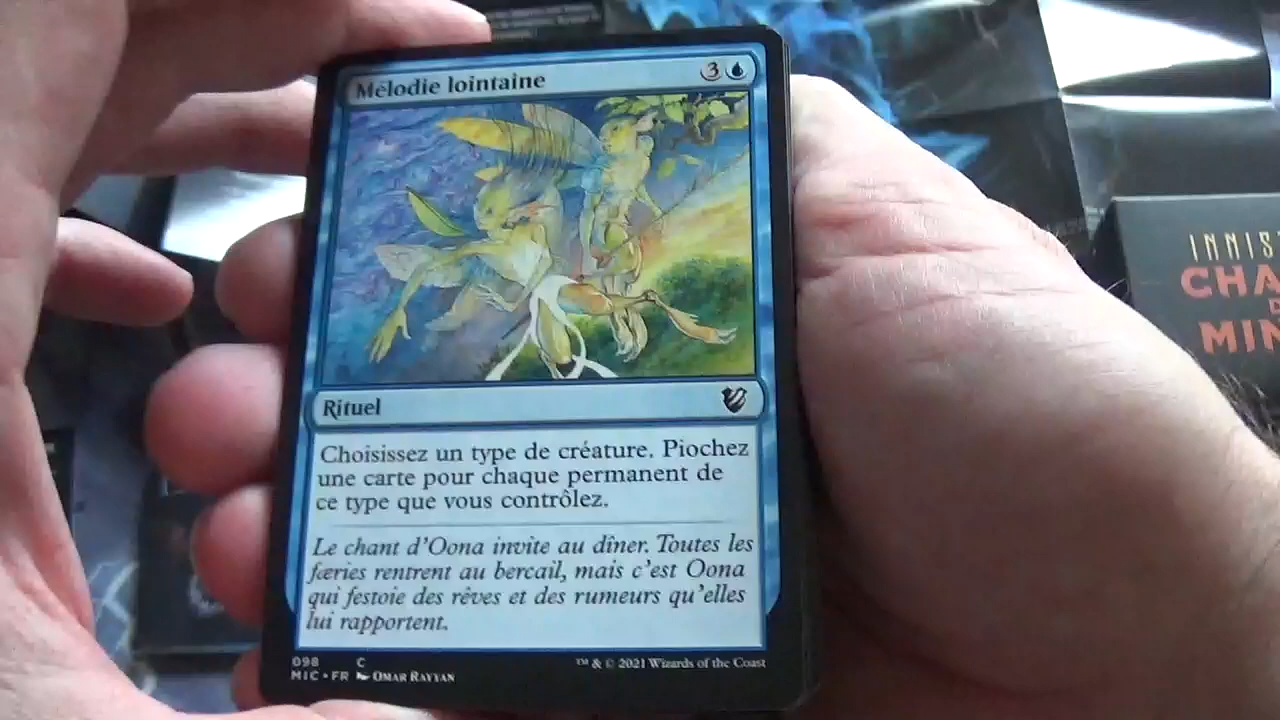 Mélodie lointaine
3
Rituel
Choisissez un type de créature. Piochez
une carte pour chaque permanent de
ce type que vous contrôlez.
Le chant d'Oona invite au dîner. Toutes les
færies rentrent au bercail, mais c'est Oona
qui festoie des rêves et des rumeurs qu'elles
lui rapportent.
098 C
MIC • FR OMAR RAYYAN
™ & © 2021 Wizards of the Coast
INNIS
CHA
D
MIN